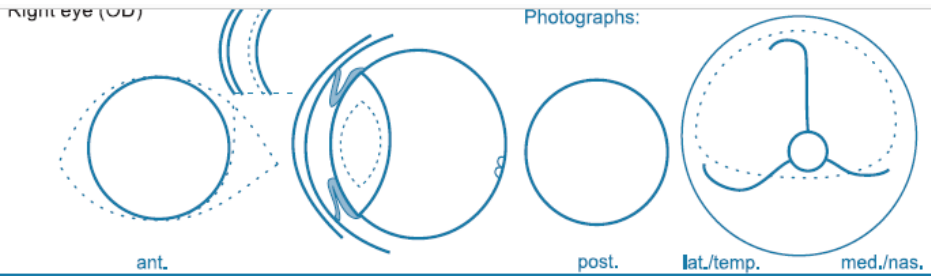 Right eye (OD)
Photographs:
ant.
post.
lat./temp.
med./nas.